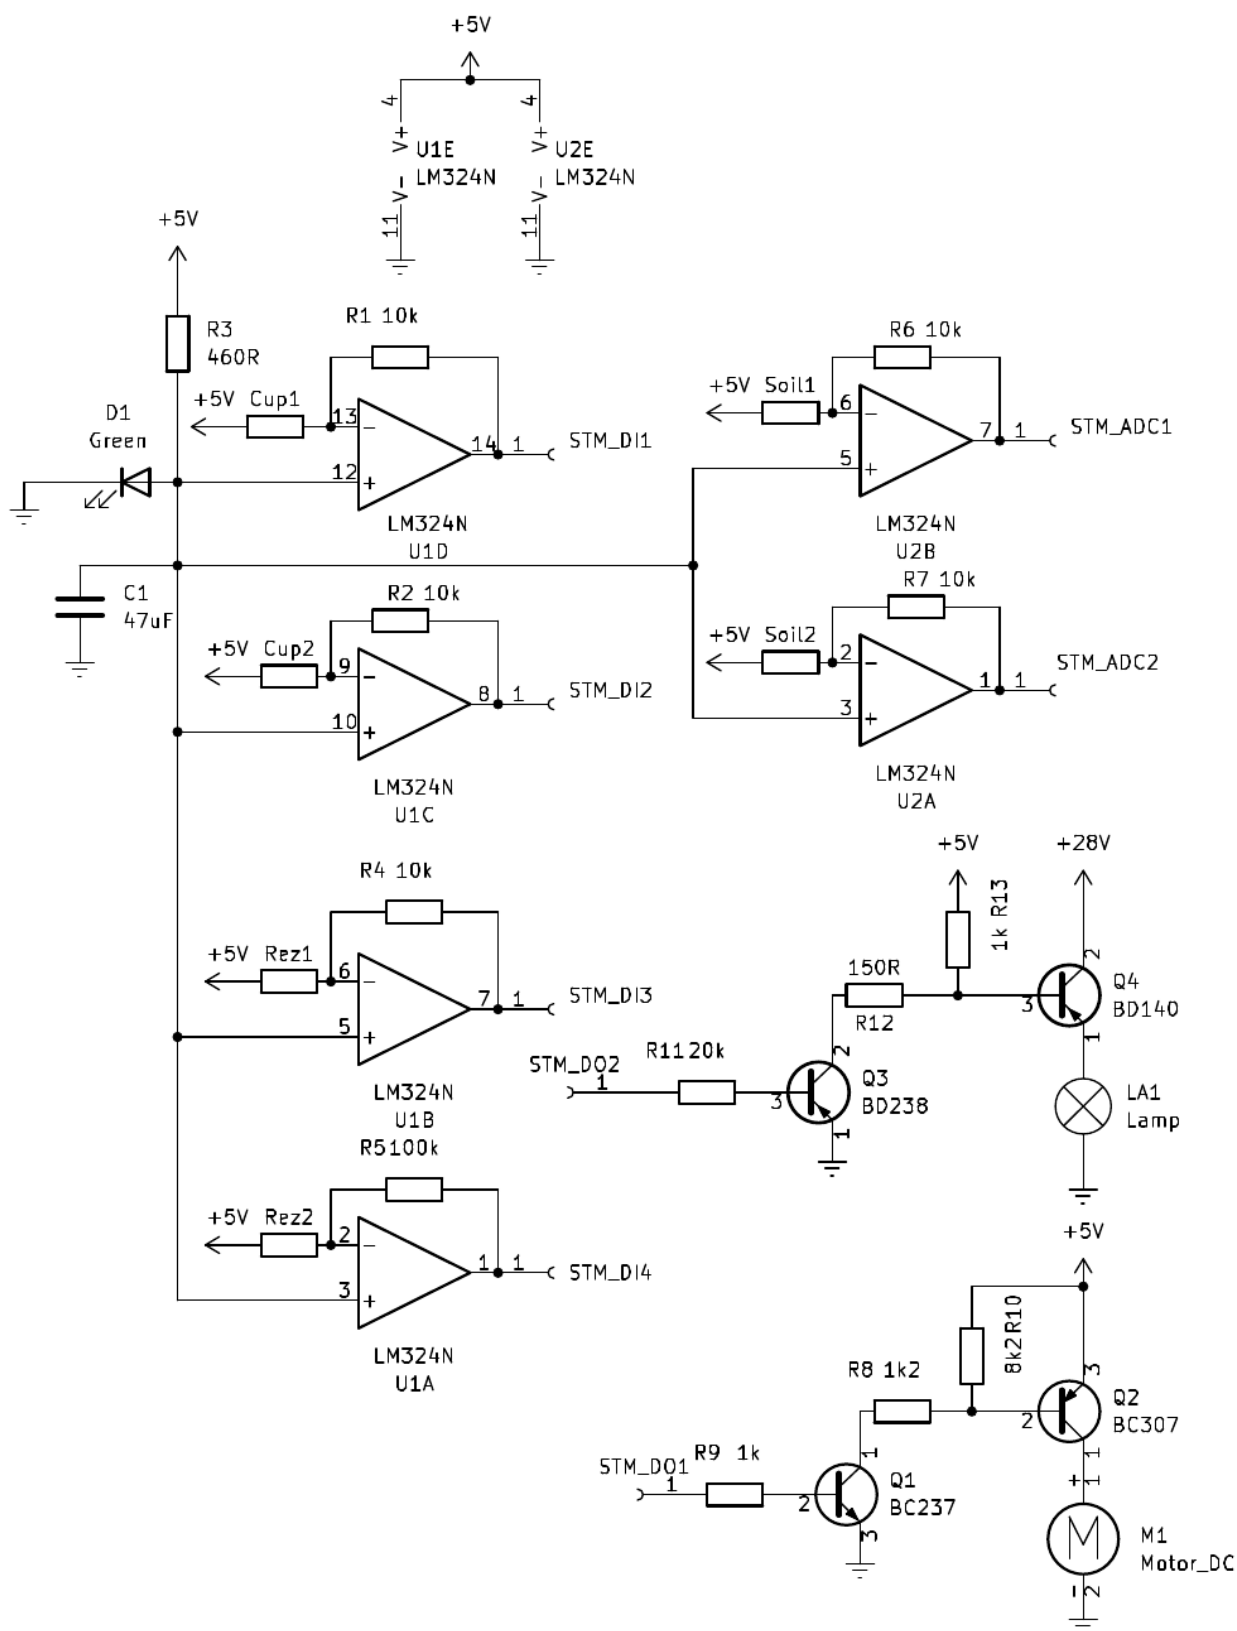 +5V
4
4
V+
U1E
V+
U2E
LM324N
LM324N
V-
V-
11
11
+5V
R3
460R
R1 10k
R6 10k
+5V Cup1
13
-
+5V Soil1
6
-
D1
Green
14 1
STM_DI1
7 1
STM_ADC1
12
+
5
+
LM324N
U1D
LM324N
U2B
C1
47uF
R2 10k
R7 10k
+5V Cup2
9
-
+5V Soil2
2
-
8 1
STM_DI2
1 1
STM_ADC2
10
+
3
+
LM324N
U1C
LM324N
U2A
+5V
+28V
R4 10k
1k R13
+5V Rez1
6
-
150R
R12
2
Q4
BD140
3
1
7 1
STM_DI3
5
+
LM324N
U1B
STM_DO2
1
R11 20k
2
Q3
BD238
3
1
LA1
Lamp
R5 100k
+5V Rez2
2
-
1 1
STM_DI4
3
+
LM324N
U1A
+5V
8k2 R10
R8 1k2
3
Q2
BC307
2
1
STM_DO1
1
R9 1k
1
Q1
BC237
2
3
+
1
M
M1
Motor_DC
-
2